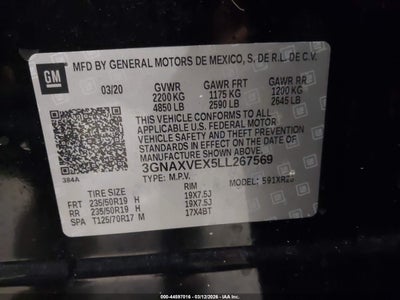 GM
MFD BY GENERAL MOTORS DE MEXICO, S. DE R.L. DE C.V.
03/20 GVWR GAWR FRT GAWR RR
2200 KG 1175 KG 1200 KG
4850 LB 2590 LB 2645 LB
THIS VEHICLE CONFORMS TO ALL APPLICABLE
U.S. FEDERAL MOTOR VEHICLE
SAFETY, BUMPER, AND THEFT
PREVENTION STANDARDS IN EFFECT ON
THE DATE OF MANUFACTURE SHOWN ABOVE.
3GNAXVEX5LL267569
384A TYPE: M.P.V. MODEL:
TIRE SIZE RIM
FRT 235/50R19 H 19X7.5J
RR 235/50R19 H 19X7.5J
SPA T125/70R17 M 17X4BT
000-44597016 - 03/12/2026 - IAAI.COM